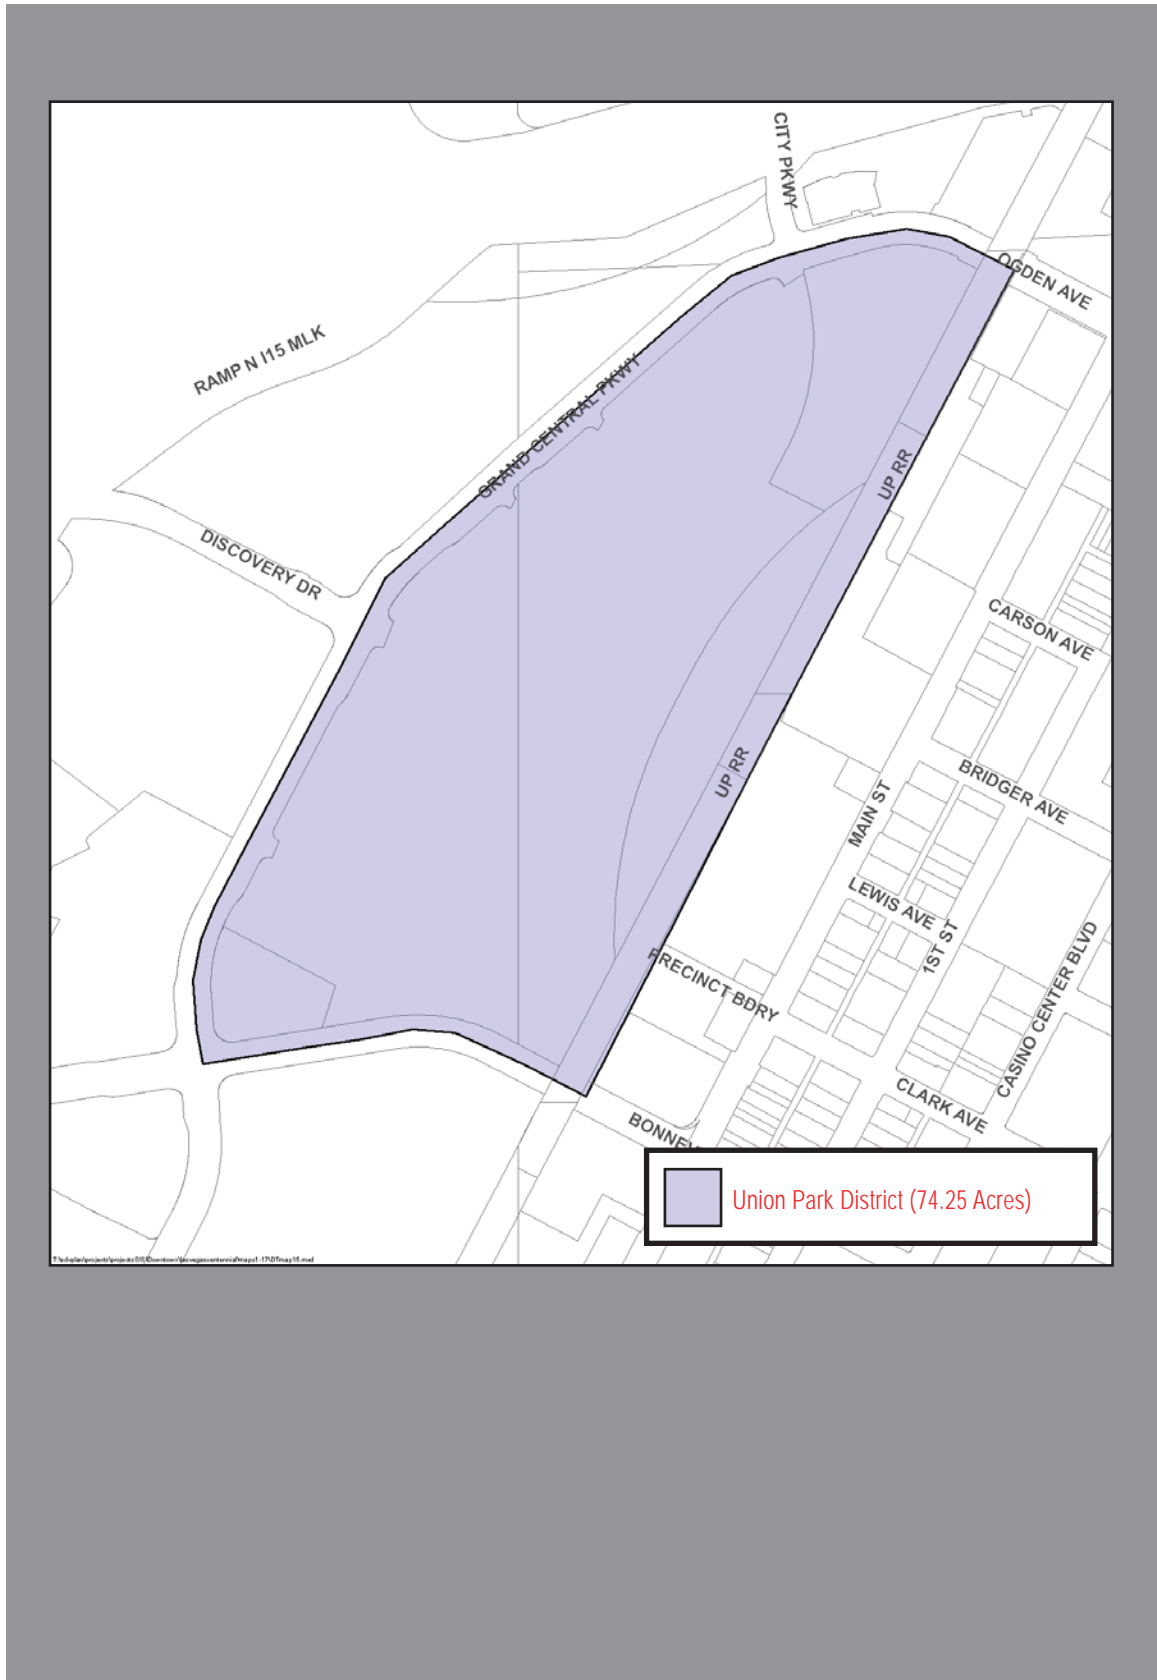 CITY PKWY
OGDEN AVE
RAMP N I15 MLK
GRAND CENTRAL PKWY
UP RR
DISCOVERY DR
CARSON AVE
UP RR
BRIDGER AVE
MAIN ST
LEWIS AVE
1ST ST
PRECINCT BDRY
CASINO CENTER BLVD
CLARK AVE
BONNEV
Union Park District (74.25 Acres)